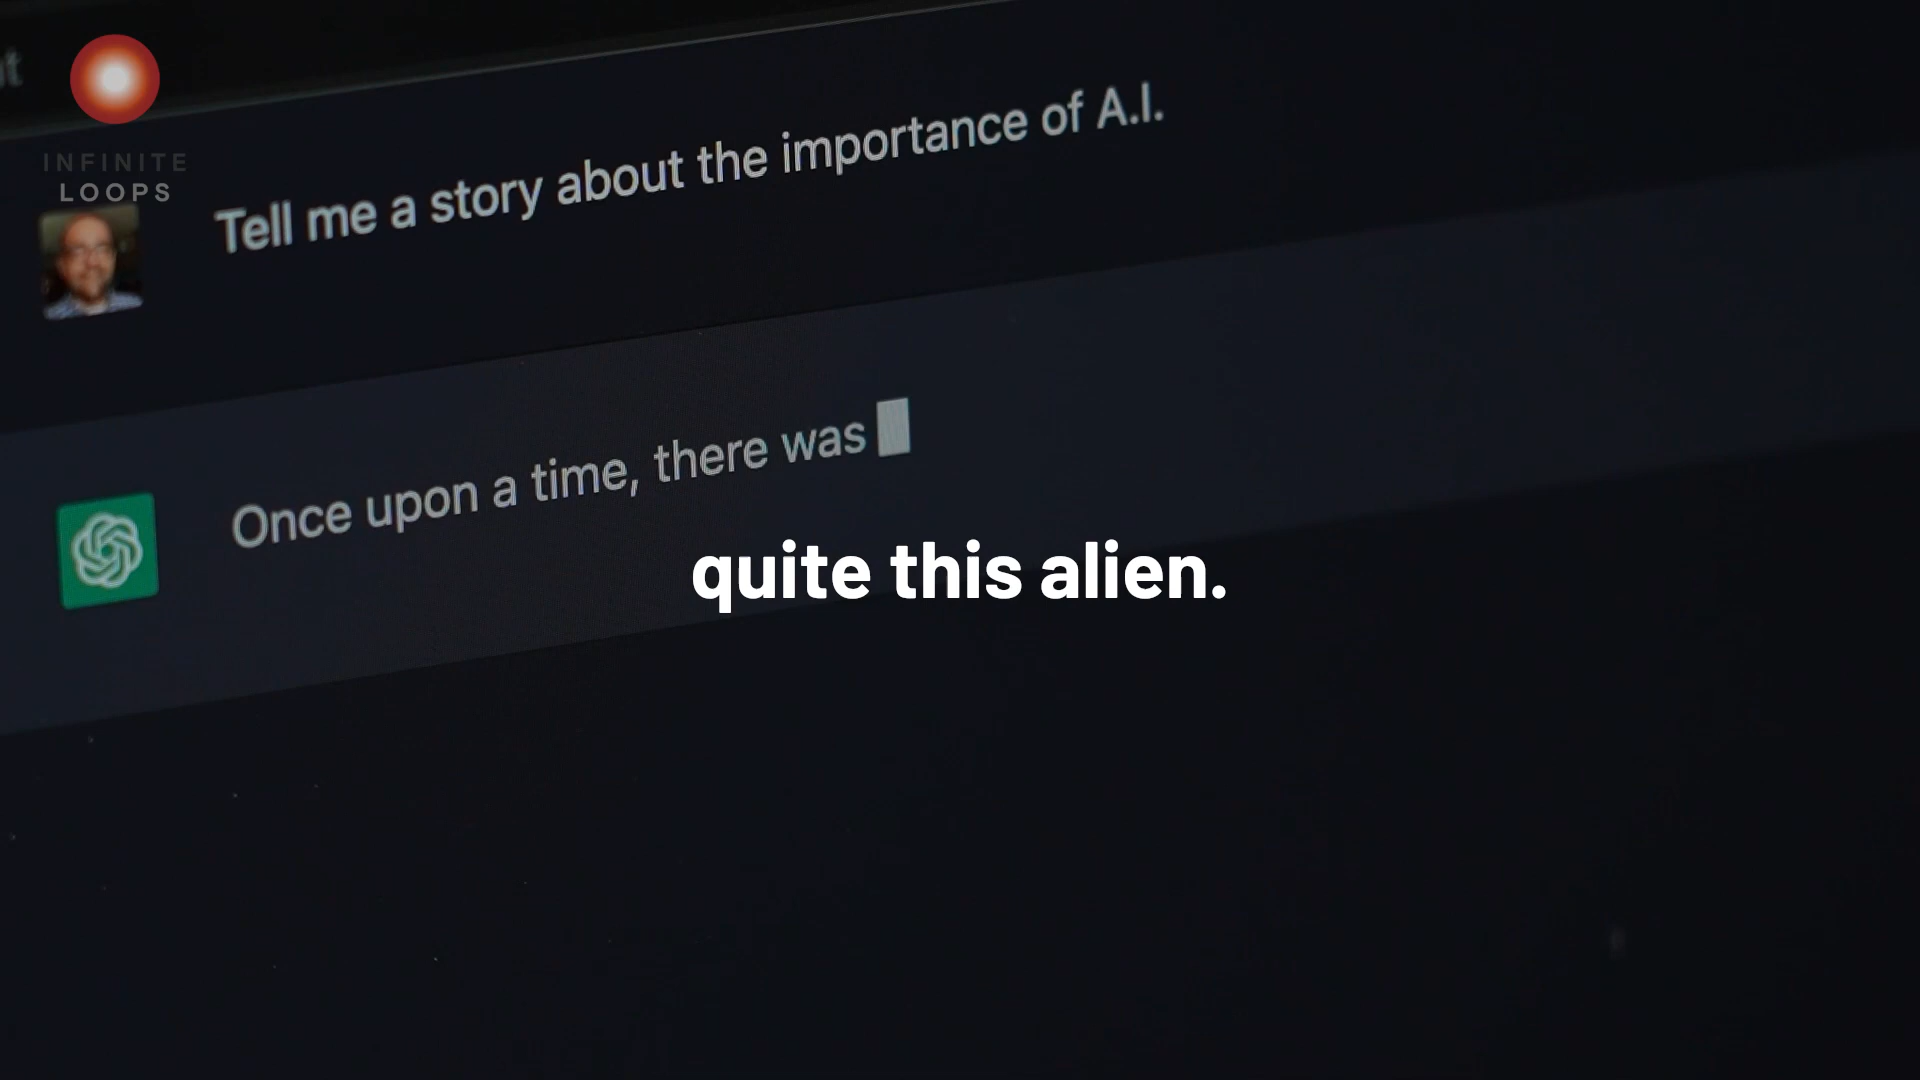 INFINITE
LOOPS
Tell me a story about the importance of A.I.
Once upon a time, there was
quite this alien.